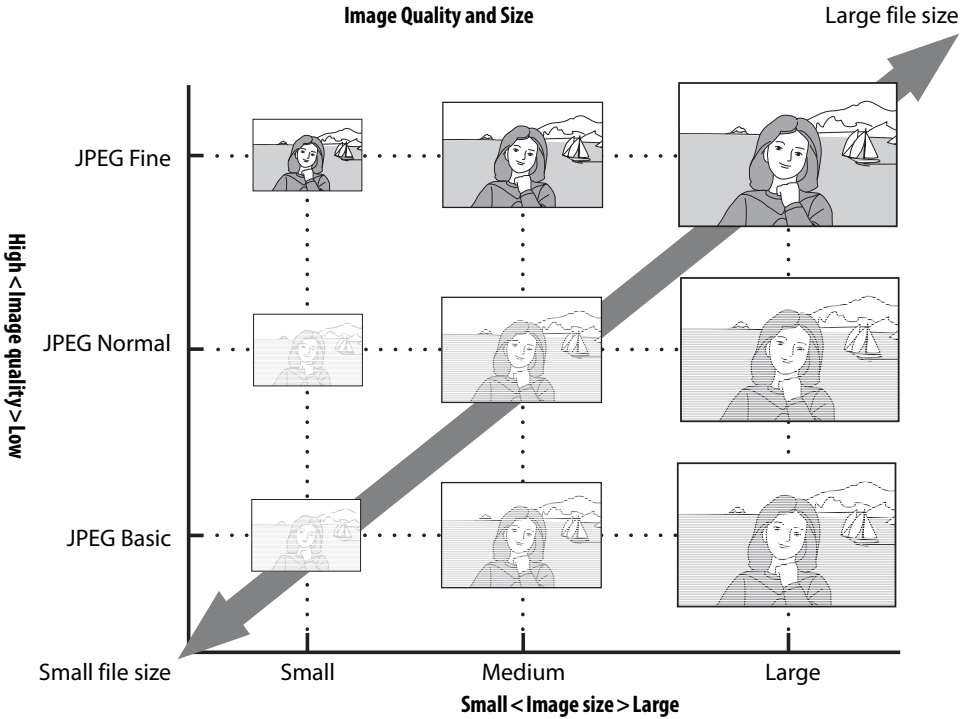 Image Quality and Size
Large file size
JPEG Fine
JPEG Normal
JPEG Basic
High < Image quality > Low
Small file size
Small
Medium
Large
Small < Image size > Large